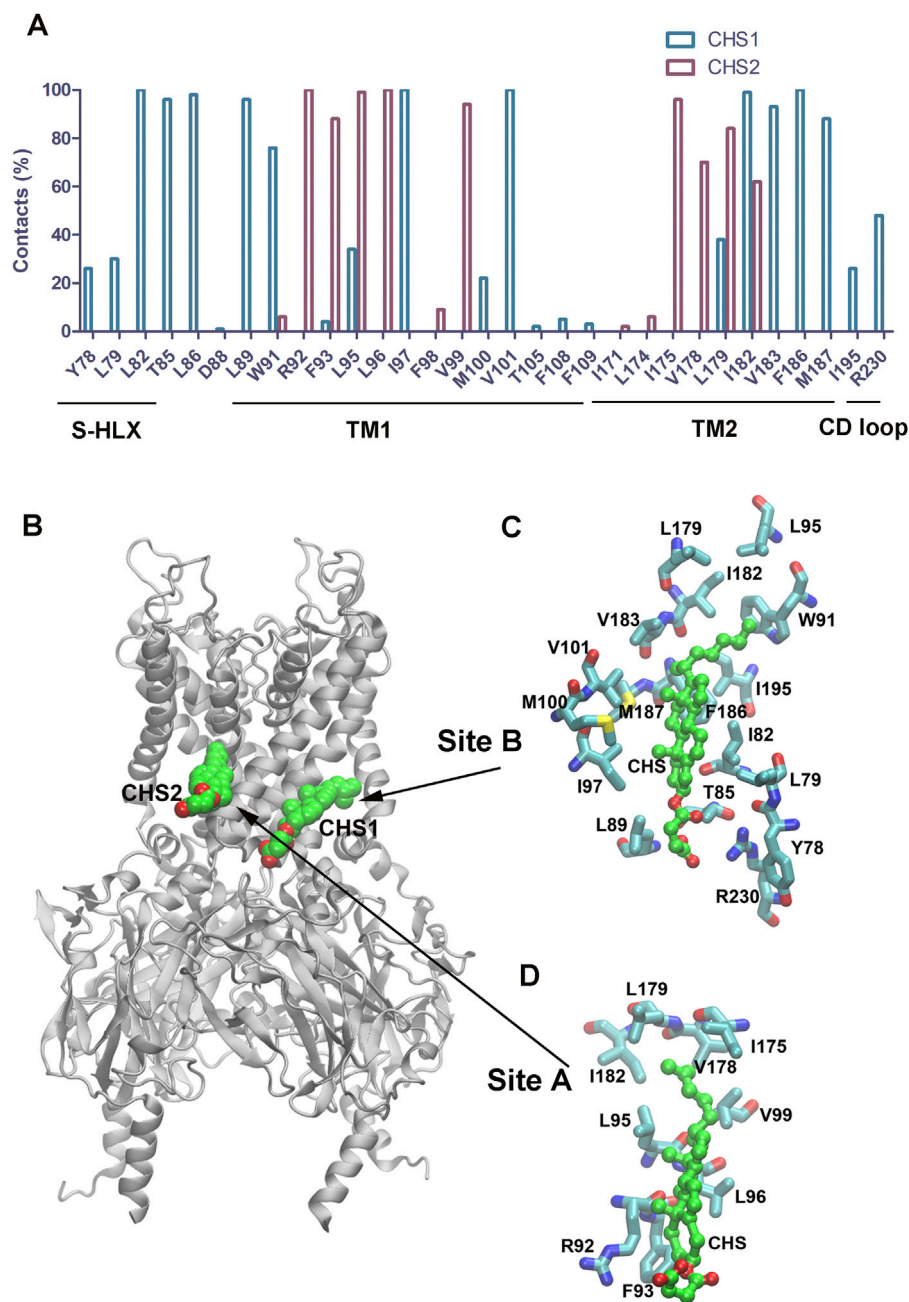 A
CHS1
CHS2
Contacts (%)
100
80
60
40
20
0
Y78 L79 L82 T85 L86 D88 L89 W91 R92 F93 L95 L96 I97 F98 V99 M100 V101 T105 F108 F109 I171 L174 I175 V178 L179 I182 V183 F186 M187 I195 R230
S-HLX TM1 TM2 CD loop
B
CHS2
CHS1
Site B
Site A
C
L179 L95
I182
V183 W91
V101
M100 M187 F186 I195
CHS I82
I97 L79
T85
L89 Y78
R230
D
L179
I175
I182 V178
V99
L95
L96
R92 CHS
F93